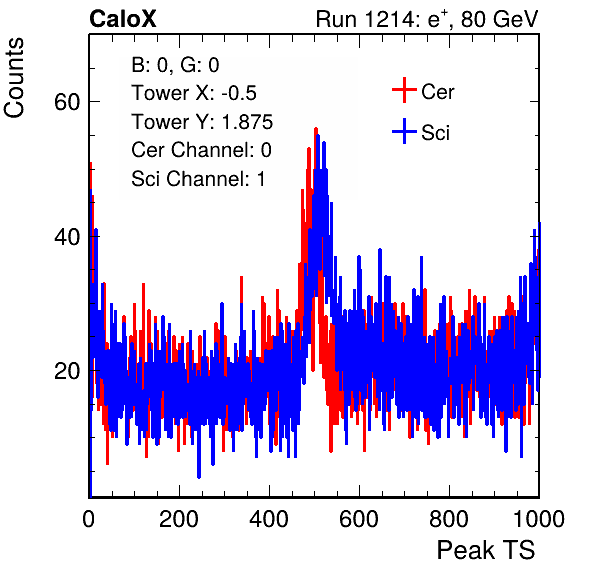 CaloX
Run 1214: e+, 80 GeV
Counts
B: 0, G: 0
Tower X: -0.5
Tower Y: 1.875
Cer Channel: 0
Sci Channel: 1
Cer
Sci
60
40
20
0 200 400 600 800 1000
Peak TS